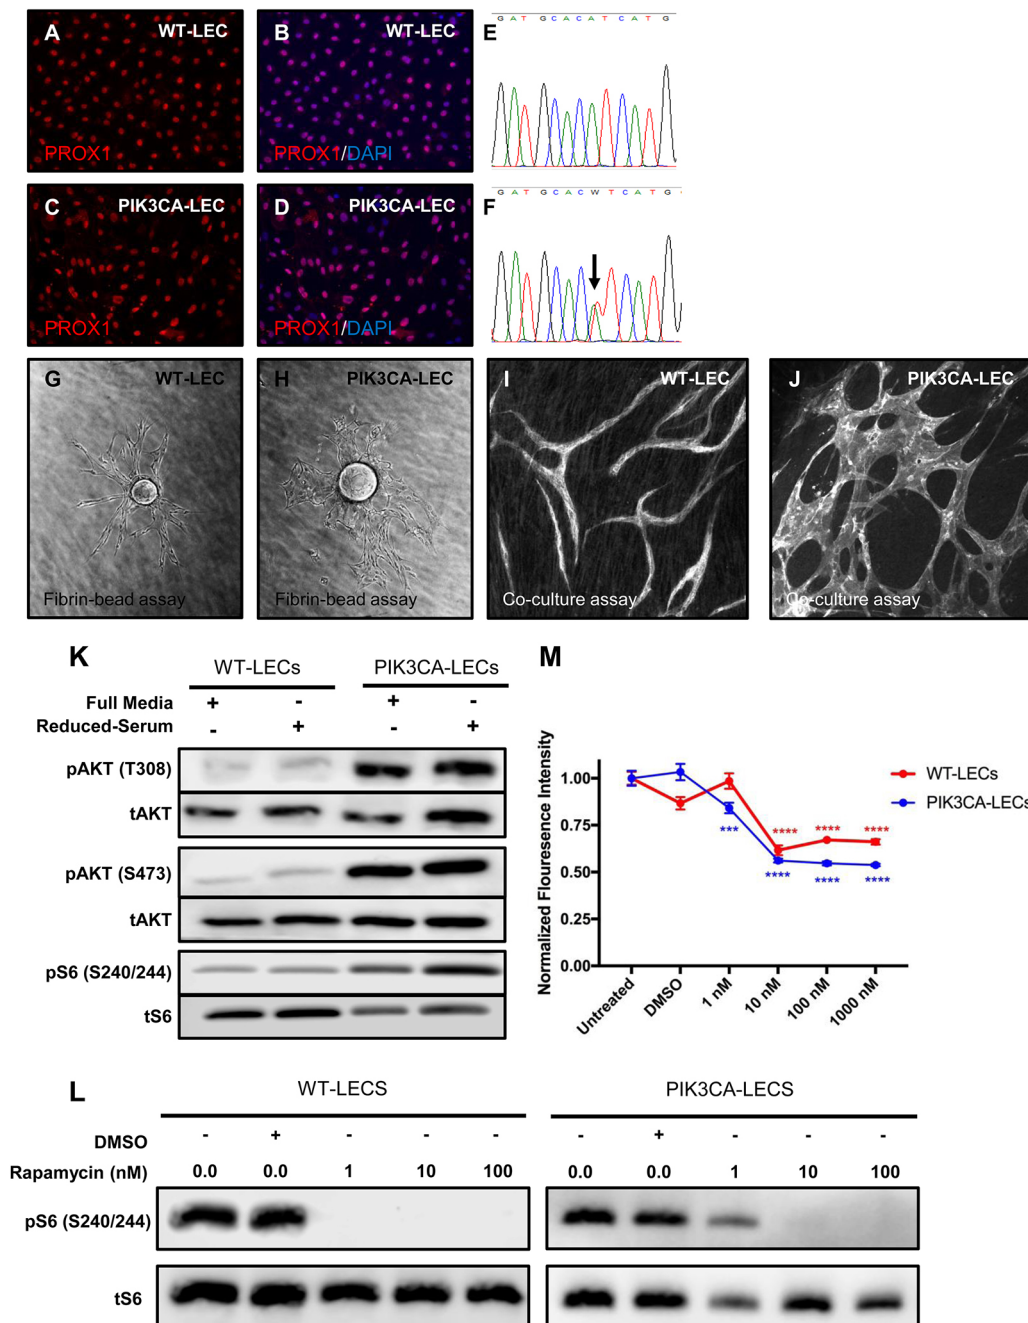 A WT-LEC
PROX1
B WT-LEC
PROX1/DAPI
E
G A T G C A C A T C A T G
C PIK3CA-LEC
PROX1
D PIK3CA-LEC
PROX1/DAPI
F
G A T G C A C W T C A T G
G WT-LEC
Fibrin-bead assay
H PIK3CA-LEC
Fibrin-bead assay
I WT-LEC
Co-culture assay
J PIK3CA-LEC
Co-culture assay
K
WT-LECs PIK3CA-LECs
Full Media + - + -
Reduced-Serum - + - +
pAKT (T308)
tAKT
pAKT (S473)
tAKT
pS6 (S240/244)
tS6
M
Normalized Flouresence Intensity
1.00
0.75
0.50
0.25
0.00
Untreated DMSO 1 nM 10 nM 100 nM 1000 nM
**** **** ****
*** **** **** ****
WT-LECs
PIK3CA-LECs
L
WT-LECS PIK3CA-LECS
DMSO - + - - - - + - - -
Rapamycin (nM) 0.0 0.0 1 10 100 0.0 0.0 1 10 100
pS6 (S240/244)
tS6